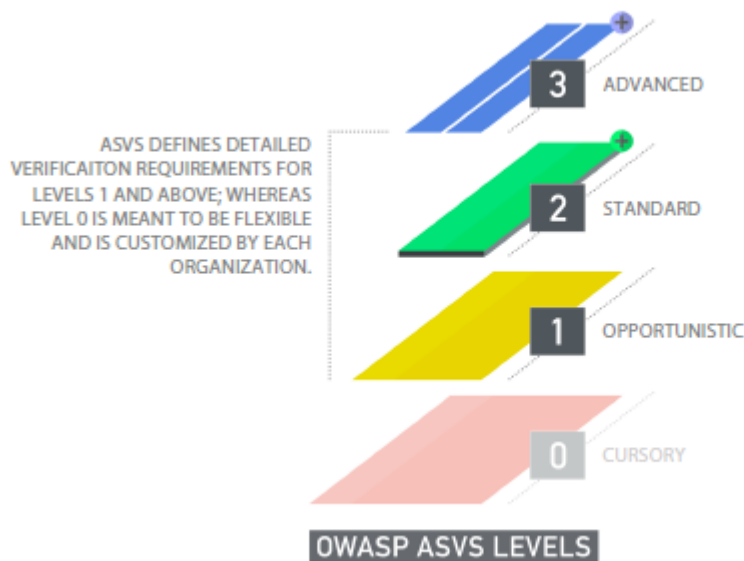 3
ADVANCED
ASVS DEFINES DETAILED
VERIFICAITON REQUIREMENTS FOR
LEVELS 1 AND ABOVE; WHEREAS
LEVEL 0 IS MEANT TO BE FLEXIBLE
AND IS CUSTOMIZED BY EACH
ORGANIZATION.
2
STANDARD
1
OPPORTUNISTIC
0
CURSORY
OWASP ASVS LEVELS